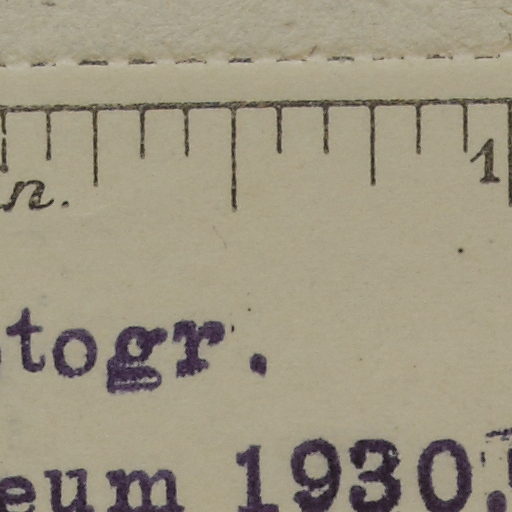 n. 1
togr.
eum 1930.